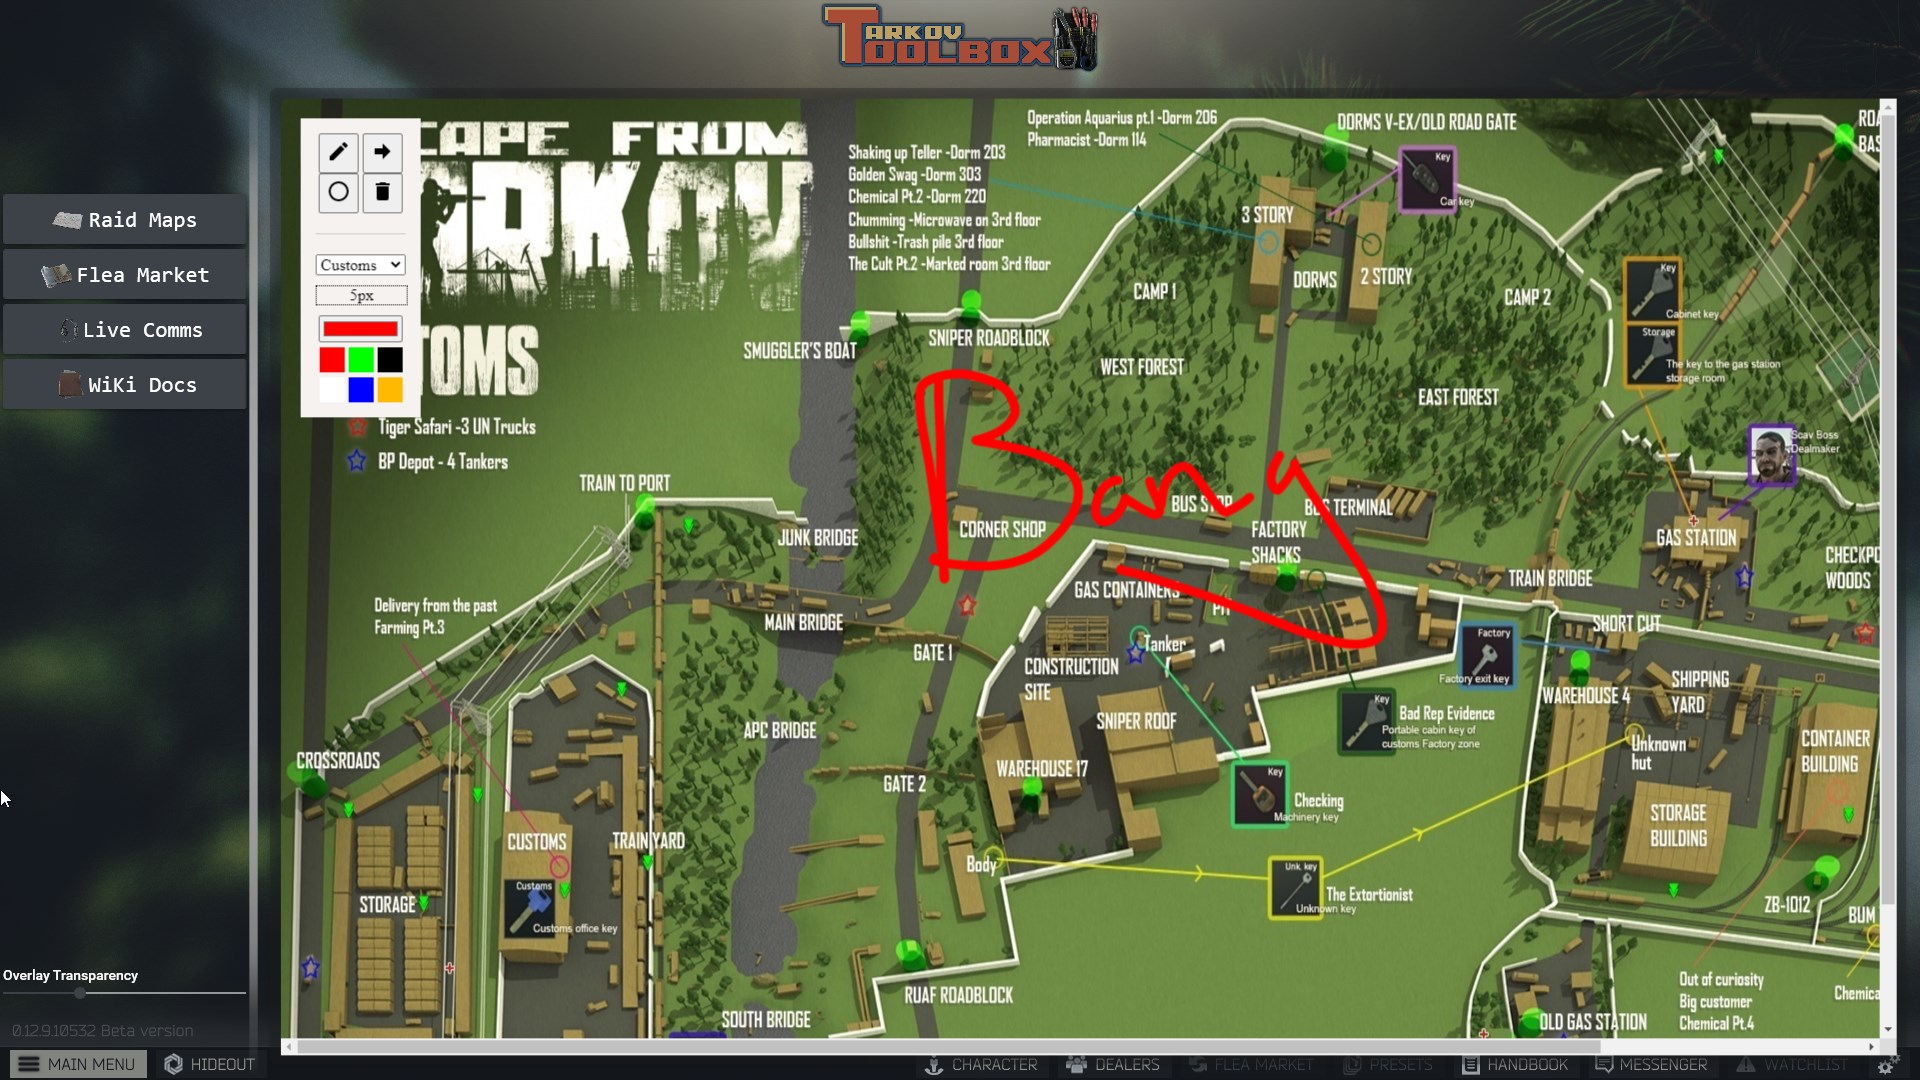 TARKOV
TOOLBOX
Raid Maps
Flea Market
Live Comms
WiKi Docs
Overlay Transparency
0.12.9.10532 Beta version
MAIN MENU
HIDEOUT
CHARACTER
DEALERS
FLEA MARKET
PRESETS
HANDBOOK
MESSENGER
WATCHLIST
Customs
5px
CAPE FROM
RKOV
TOMS
Tiger Safari -3 UN Trucks
BP Depot - 4 Tankers
Shaking up Teller -Dorm 203
Golden Swag -Dorm 303
Chemical Pt.2 -Dorm 220
Chumming -Microwave on 3rd floor
Bullshit -Trash pile 3rd floor
The Cult Pt.2 -Marked room 3rd floor
Operation Aquarius pt.1 -Dorm 206
Pharmacist -Dorm 114
DORMS V-EX/OLD ROAD GATE
Key
Car key
3 STORY
DORMS
2 STORY
CAMP 1
CAMP 2
Key
Cabinet key
Storage
The key to the gas station
storage room
SMUGGLER'S BOAT
SNIPER ROADBLOCK
WEST FOREST
EAST FOREST
Scav Boss
Dealmaker
Bang
TRAIN TO PORT
JUNK BRIDGE
CORNER SHOP
BUS STOP
BUS TERMINAL
FACTORY
SHACKS
GAS STATION
CHECKPO
WOODS
TRAIN BRIDGE
GAS CONTAINERS
Delivery from the past
Farming Pt.3
MAIN BRIDGE
GATE 1
Tanker
CONSTRUCTION
SITE
Factory
Factory exit key
SHORT CUT
WAREHOUSE 4
SHIPPING
YARD
SNIPER ROOF
Key
Bad Rep Evidence
Portable cabin key of
customs Factory zone
Unknown
hut
CONTAINER
BUILDING
APC BRIDGE
CROSSROADS
GATE 2
WAREHOUSE 17
Key
Checking
Machinery key
STORAGE
BUILDING
CUSTOMS
TRAIN YARD
Body
Unk. key
The Extortionist
Unknown key
Customs
Customs office key
STORAGE
ZB-1012
BUM
RUAF ROADBLOCK
SOUTH BRIDGE
Out of curiosity
Big customer
Chemical Pt.4
Chemica
OLD GAS STATION